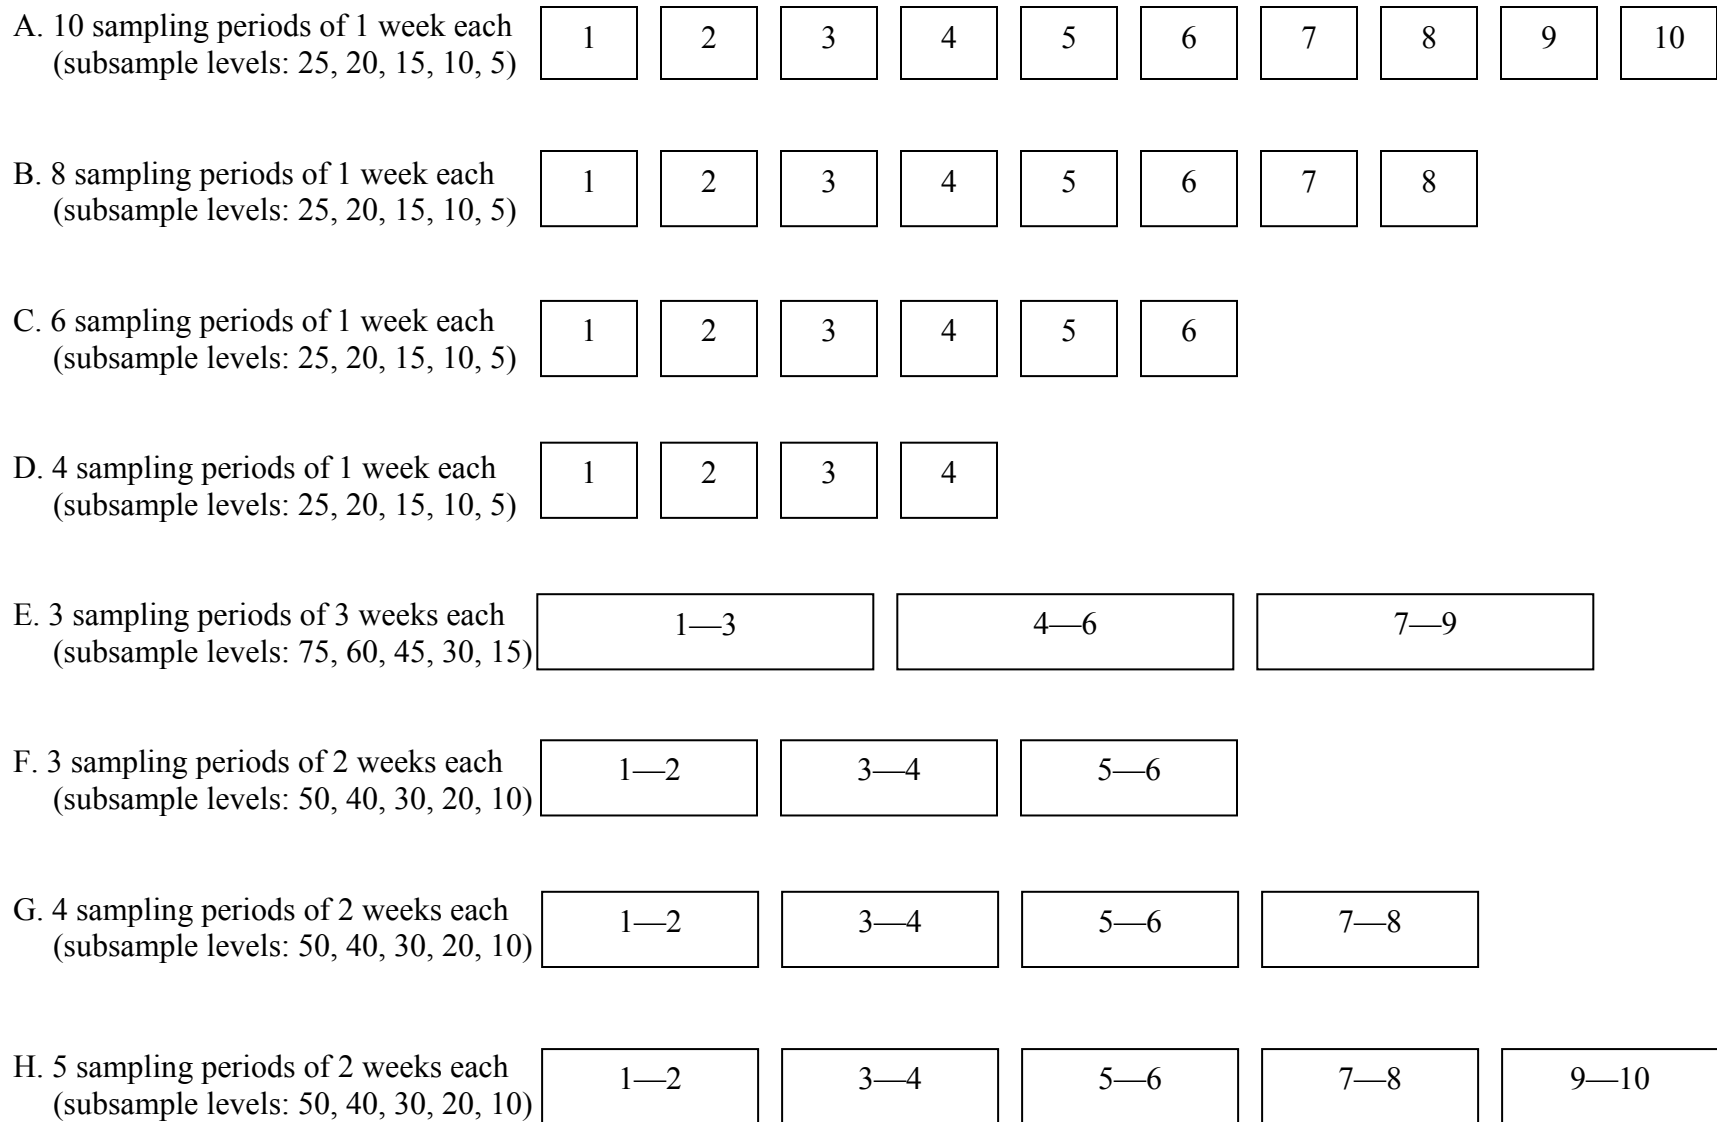 A. 10 sampling periods of 1 week each
(subsample levels: 25, 20, 15, 10, 5)
1 2 3 4 5 6 7 8 9 10
B. 8 sampling periods of 1 week each
(subsample levels: 25, 20, 15, 10, 5)
1 2 3 4 5 6 7 8
C. 6 sampling periods of 1 week each
(subsample levels: 25, 20, 15, 10, 5)
1 2 3 4 5 6
D. 4 sampling periods of 1 week each
(subsample levels: 25, 20, 15, 10, 5)
1 2 3 4
E. 3 sampling periods of 3 weeks each
(subsample levels: 75, 60, 45, 30, 15)
1—3 4—6 7—9
F. 3 sampling periods of 2 weeks each
(subsample levels: 50, 40, 30, 20, 10)
1—2 3—4 5—6
G. 4 sampling periods of 2 weeks each
(subsample levels: 50, 40, 30, 20, 10)
1—2 3—4 5—6 7—8
H. 5 sampling periods of 2 weeks each
(subsample levels: 50, 40, 30, 20, 10)
1—2 3—4 5—6 7—8 9—10